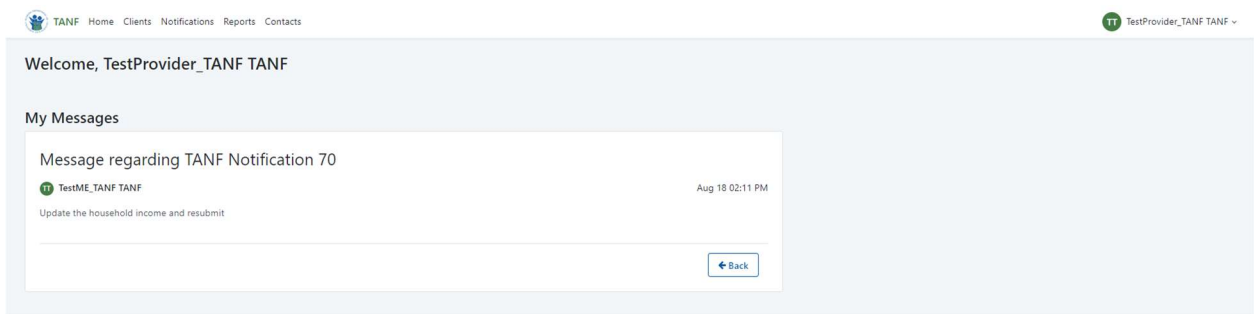 TANF Home Clients Notifications Reports Contacts TT TestProvider_TANF TANF
Welcome, TestProvider_TANF TANF
My Messages
Message regarding TANF Notification 70
TT TestME_TANF TANF Aug 18 02:11 PM
Update the household income and resubmit
Back